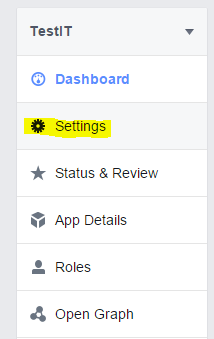 TestIT
Dashboard
Settings
Status & Review
App Details
Roles
Open Graph